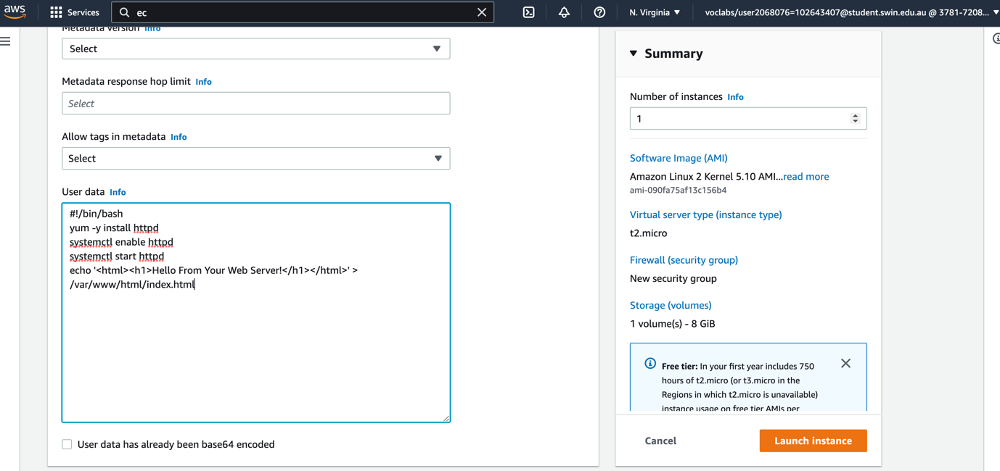 aws
Services
ec
N. Virginia
voclabs/user2068076=102643407@student.swin.edu.au @ 3781-7208...
Metadata version Info
Select
Metadata response hop limit Info
Select
Allow tags in metadata Info
Select
User data Info
#!/bin/bash
yum -y install httpd
systemctl enable httpd
systemctl start httpd
echo '<html><h1>Hello From Your Web Server!</h1></html>' >
/var/www/html/index.html
User data has already been base64 encoded
Summary
Number of instances Info
1
Software Image (AMI)
Amazon Linux 2 Kernel 5.10 AMI...read more
ami-090fa75af13c156b4
Virtual server type (instance type)
t2.micro
Firewall (security group)
New security group
Storage (volumes)
1 volume(s) - 8 GiB
Free tier: In your first year includes 750
hours of t2.micro (or t3.micro in the
Regions in which t2.micro is unavailable)
instance usage on free tier AMIs per
Cancel
Launch instance